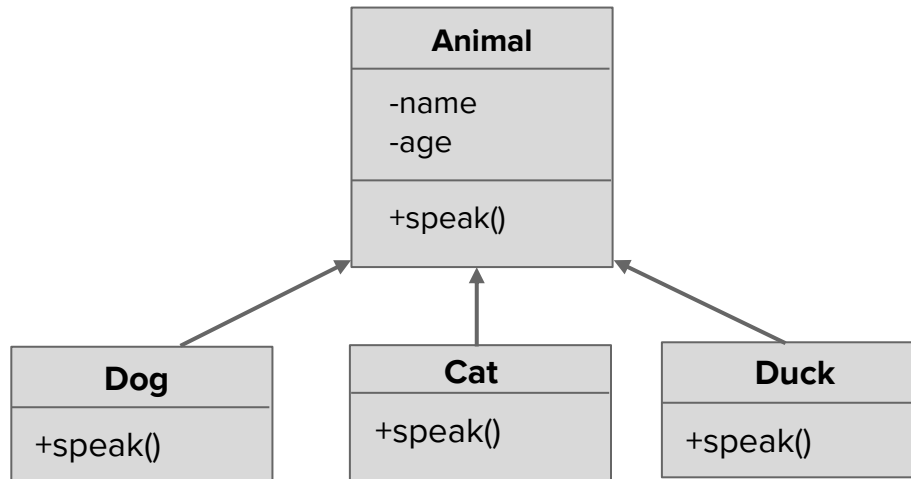 Animal
-name
-age
+speak()
Dog
+speak()
Cat
+speak()
Duck
+speak()